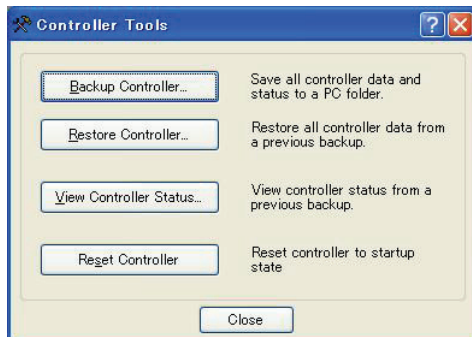 Controller Tools
Backup Controller...
Save all controller data and
status to a PC folder.
Restore Controller...
Restore all controller data from
a previous backup.
View Controller Status...
View controller status from a
previous backup.
Reset Controller
Reset controller to startup
state
Close